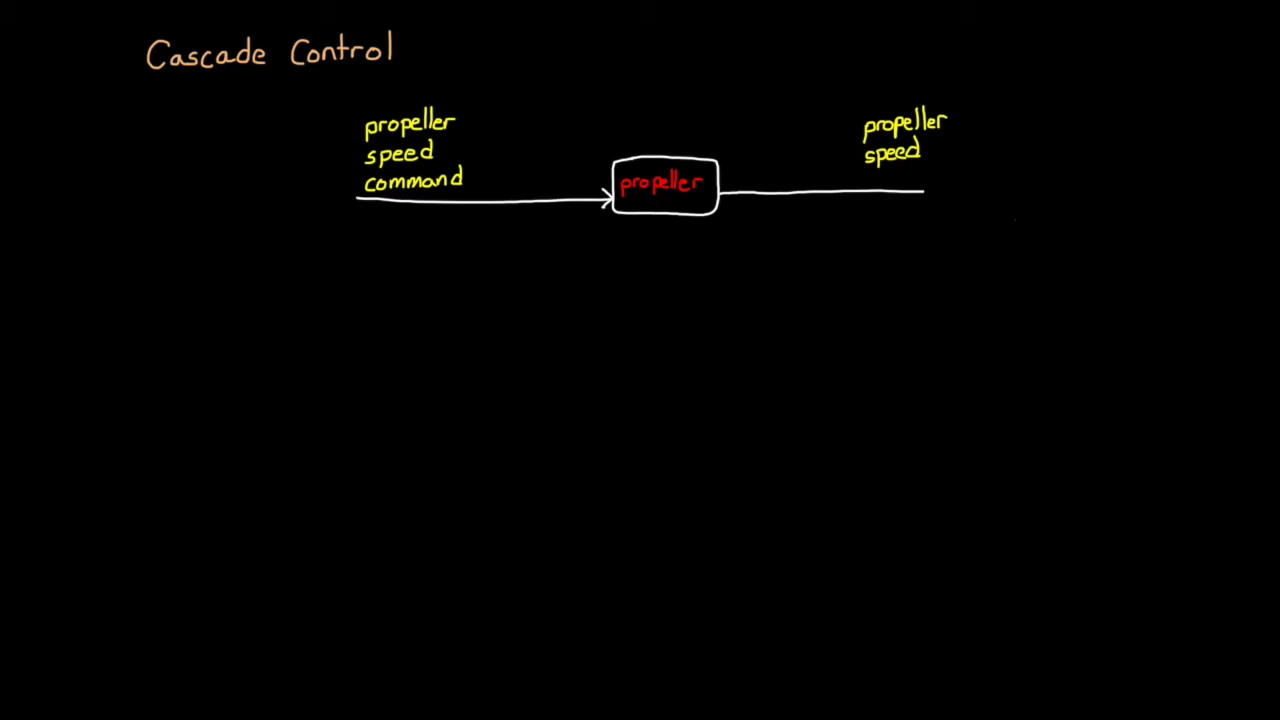 Cascade Control
propeller
speed
command
propeller
propeller
speed